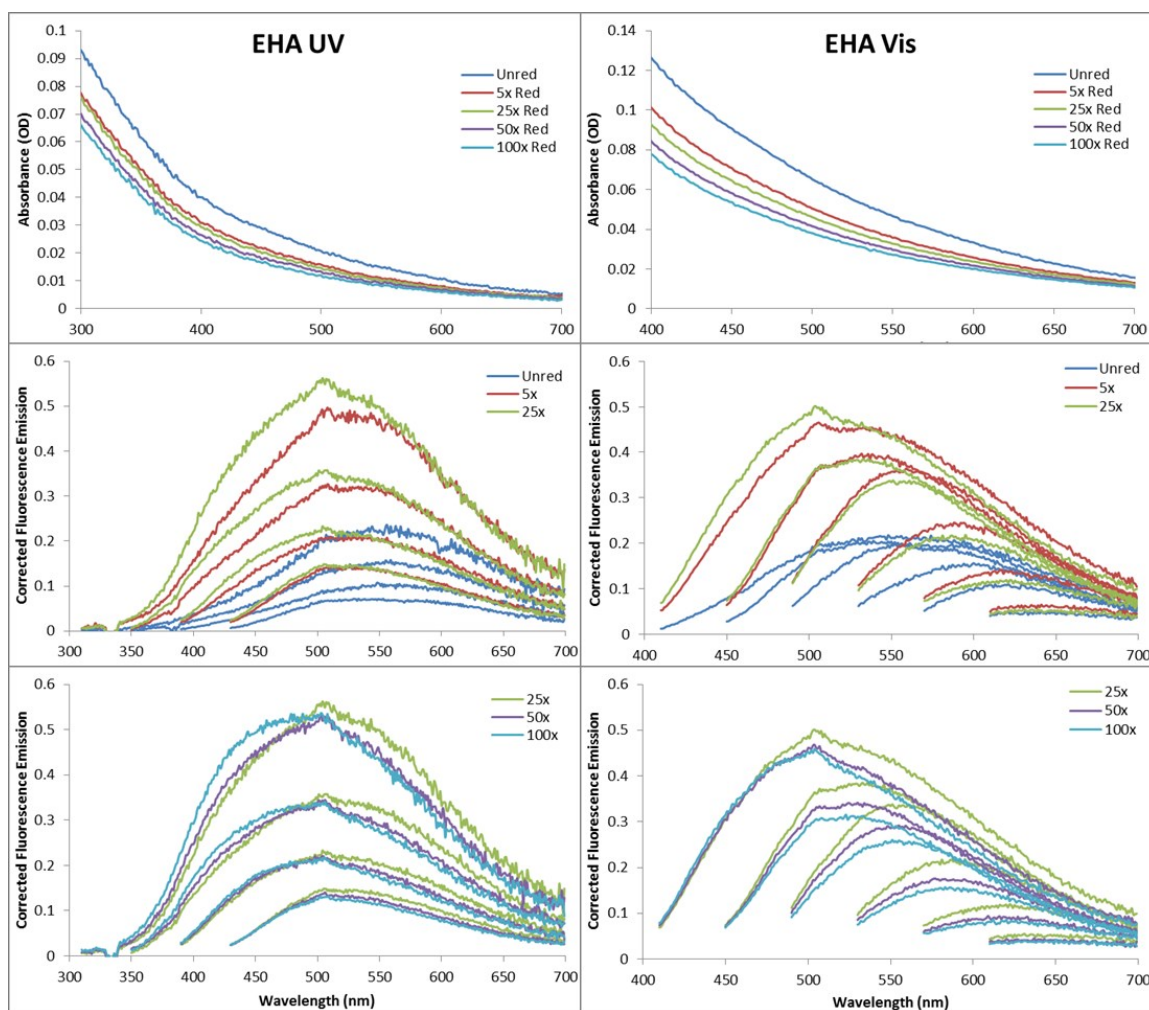 EHA UV
Absorbance (OD)
0.1
0.09
0.08
0.07
0.06
0.05
0.04
0.03
0.02
0.01
0
300 400 500 600 700
Unred
5x Red
25x Red
50x Red
100x Red
EHA Vis
Absorbance (OD)
0.14
0.12
0.1
0.08
0.06
0.04
0.02
0
400 450 500 550 600 650 700
Unred
5x Red
25x Red
50x Red
100x Red
Corrected Fluorescence Emission
0.6
0.5
0.4
0.3
0.2
0.1
0
300 350 400 450 500 550 600 650 700
Unred
5x
25x
Corrected Fluorescence Emission
0.6
0.5
0.4
0.3
0.2
0.1
0
400 450 500 550 600 650 700
Unred
5x
25x
Corrected Fluorescence Emission
0.6
0.5
0.4
0.3
0.2
0.1
0
300 350 400 450 500 550 600 650 700
Wavelength (nm)
25x
50x
100x
Corrected Fluorescence Emission
0.6
0.5
0.4
0.3
0.2
0.1
0
400 450 500 550 600 650 700
Wavelength (nm)
25x
50x
100x